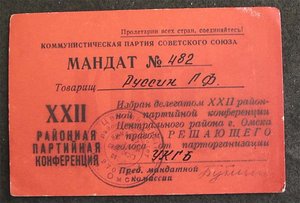 Пролетарии всех стран, соединяйтесь!
КОММУНИСТИЧЕСКАЯ ПАРТИЯ СОВЕТСКОГО СОЮЗА
МАНДАТ № 482
Товарищ Руссин Г.Ф.
XXII
РАЙОННАЯ
ПАРТИЙНАЯ
КОНФЕРЕНЦИЯ
Избран делегатом XXII район-
ной партийной конференции
Центрального района г. Омска
с правом РЕШАЮЩЕГО
голоса от парторганизации
УКГБ
Пред. мандатной
комиссии